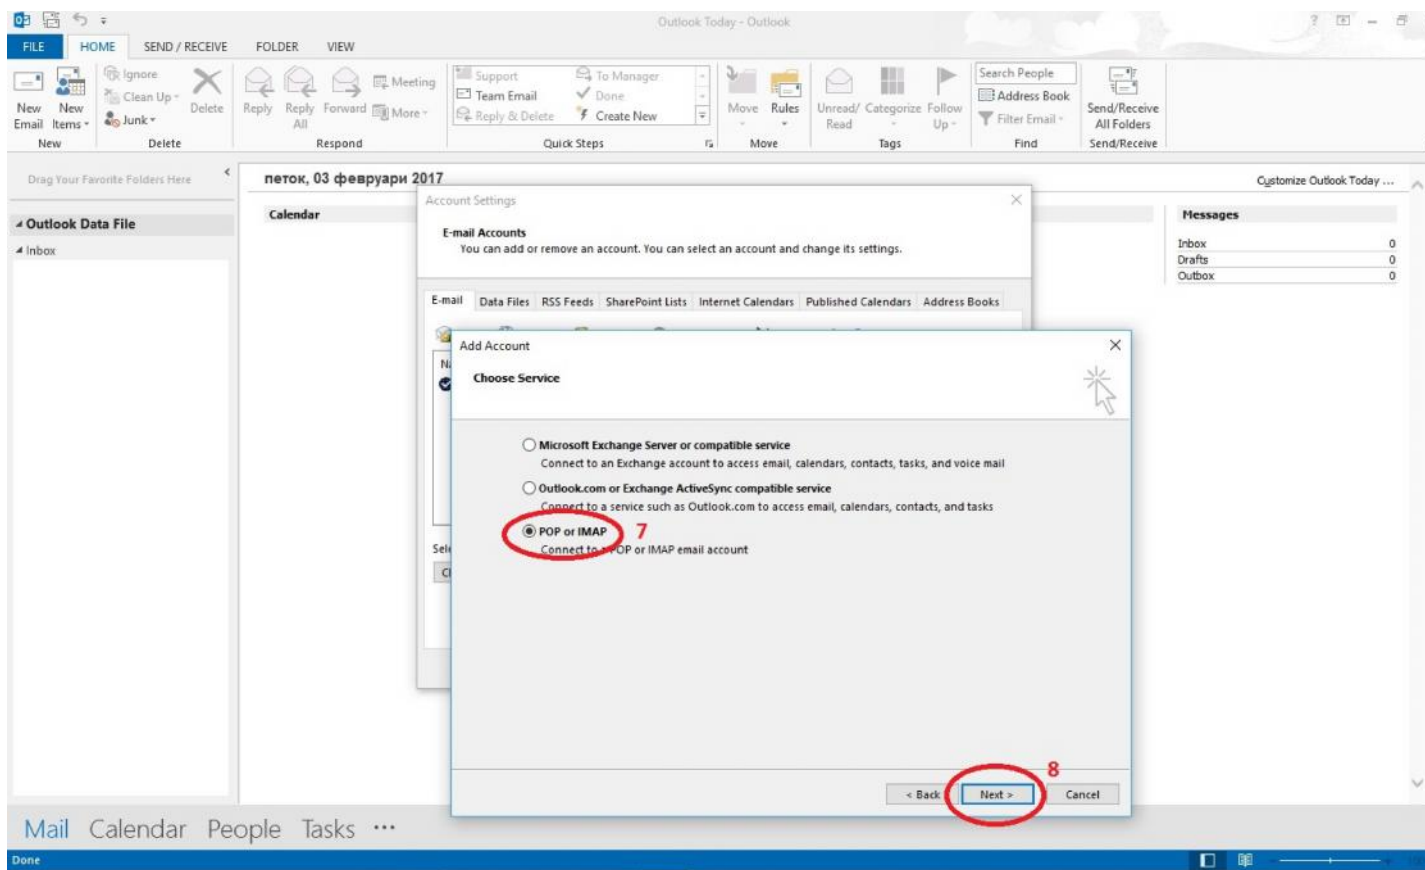 Outlook Today - Outlook
FILE HOME SEND / RECEIVE FOLDER VIEW
New Email
New Items
Ignore
Clean Up
Junk
Delete
Reply
Reply All
Forward
Meeting
More
Support
Team Email
Reply & Delete
To Manager
Done
Create New
Move
Rules
Unread/ Read
Categorize
Follow Up
Search People
Address Book
Filter Email
Send/Receive All Folders
New Delete Respond Quick Steps Move Tags Find Send/Receive
Drag Your Favorite Folders Here
Outlook Data File
Inbox
петок, 03 февруари 2017
Customize Outlook Today ...
Calendar
Messages
Inbox 0
Drafts 0
Outbox 0
Account Settings
E-mail Accounts
You can add or remove an account. You can select an account and change its settings.
E-mail Data Files RSS Feeds SharePoint Lists Internet Calendars Published Calendars Address Books
Add Account
Choose Service
Microsoft Exchange Server or compatible service
Connect to an Exchange account to access email, calendars, contacts, tasks, and voice mail
Outlook.com or Exchange ActiveSync compatible service
Connect to a service such as Outlook.com to access email, calendars, contacts, and tasks
POP or IMAP 7
Connect to a POP or IMAP email account
8
< Back Next > Cancel
Mail Calendar People Tasks ...
Done